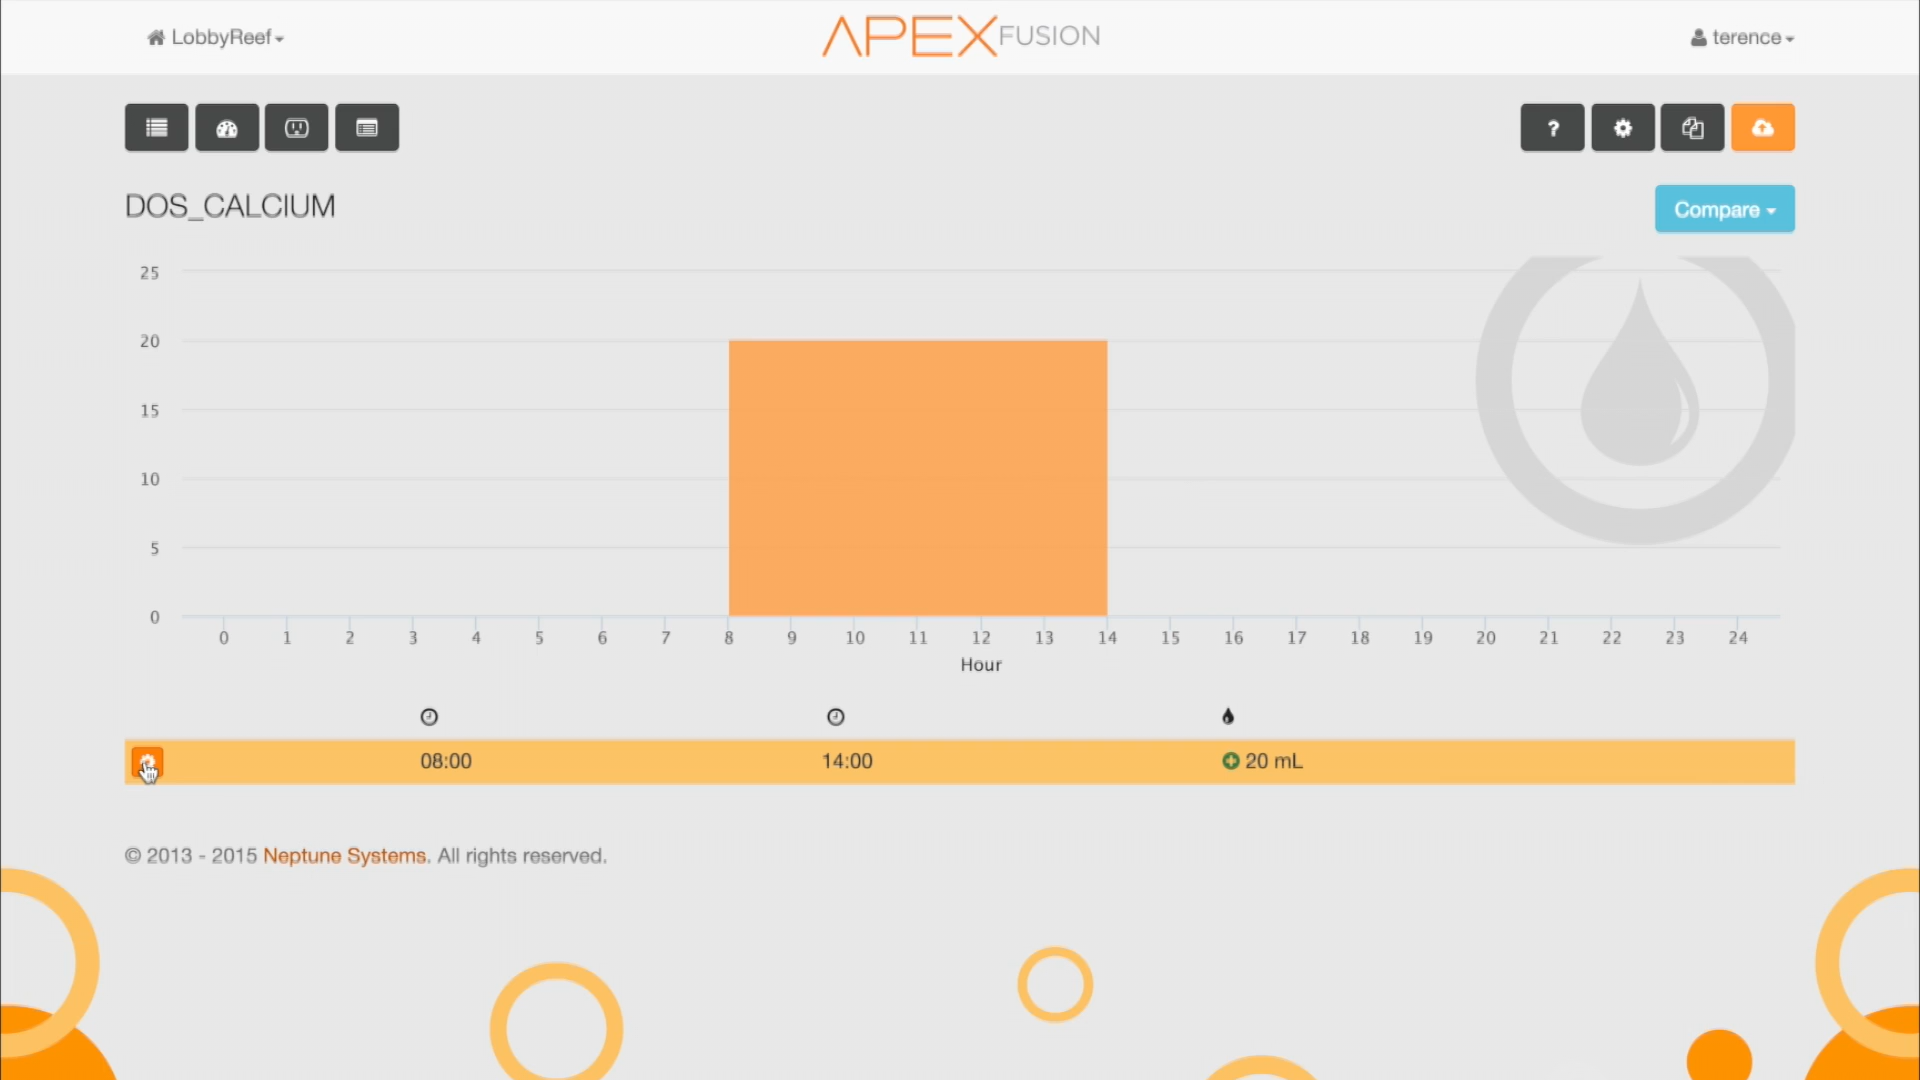 LobbyReef
APEX FUSION
terence
?
DOS_CALCIUM
Compare
25
20
15
10
5
0
0 1 2 3 4 5 6 7 8 9 10 11 12 13 14 15 16 17 18 19 20 21 22 23 24
Hour
08:00 14:00 20 mL
© 2013 - 2015 Neptune Systems. All rights reserved.